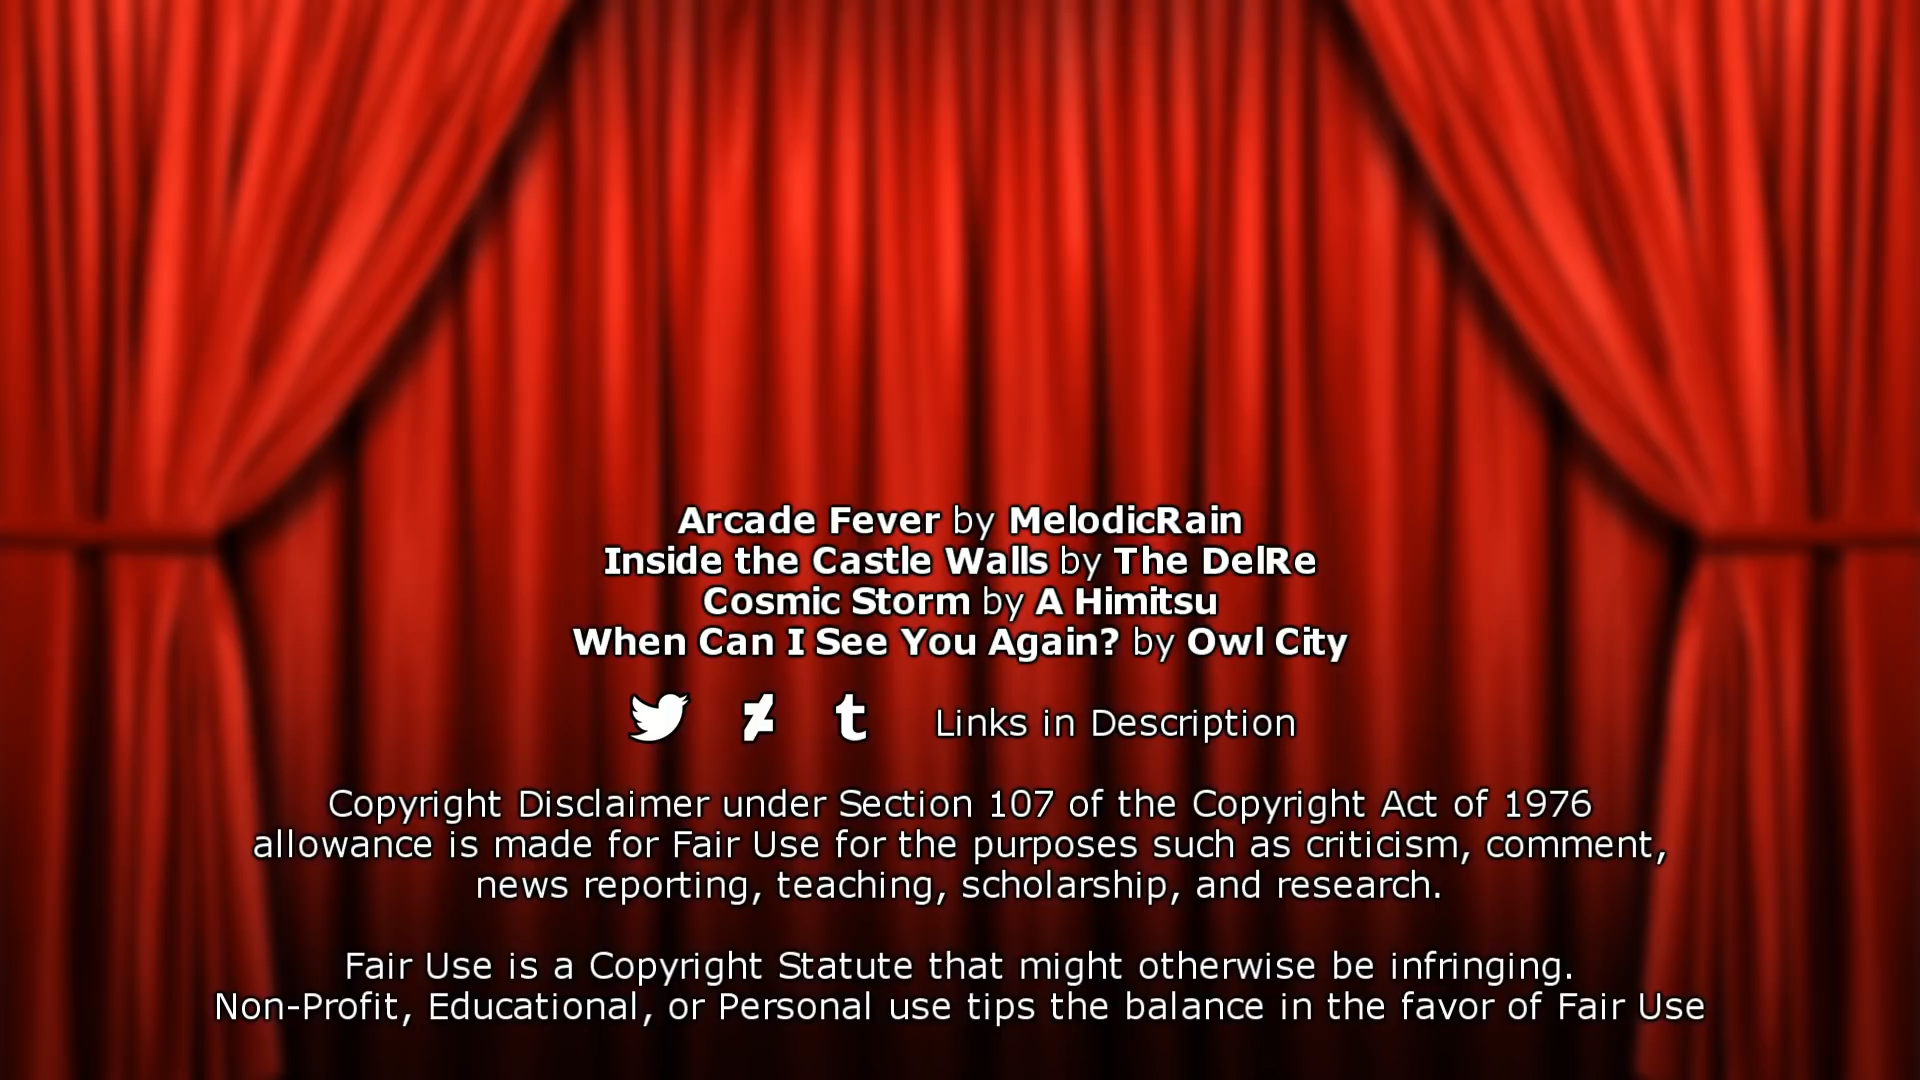 Arcade Fever by MelodicRain
Inside the Castle Walls by The DelRe
Cosmic Storm by A Himitsu
When Can I See You Again? by Owl City
Links in Description
Copyright Disclaimer under Section 107 of the Copyright Act of 1976
allowance is made for Fair Use for the purposes such as criticism, comment,
news reporting, teaching, scholarship, and research.
Fair Use is a Copyright Statute that might otherwise be infringing.
Non-Profit, Educational, or Personal use tips the balance in the favor of Fair Use